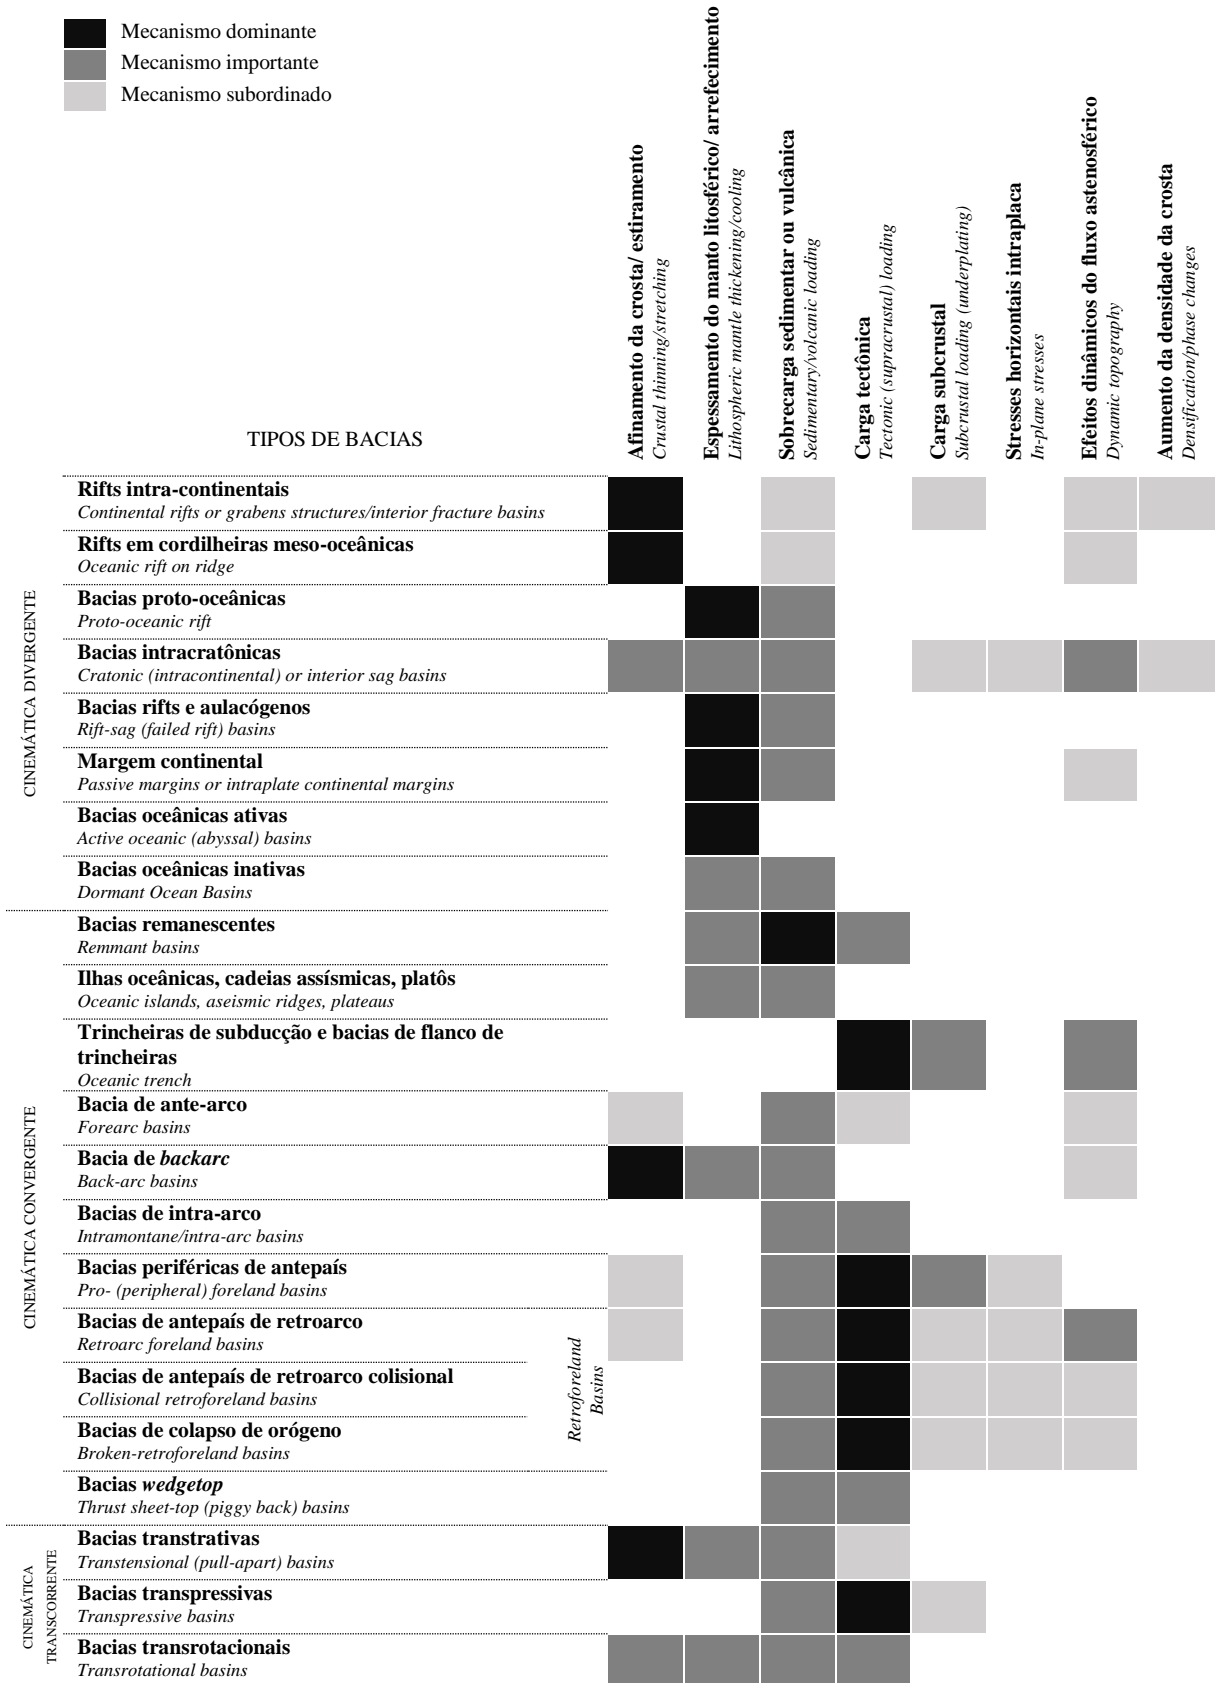 Mecanismo dominante
Mecanismo importante
Mecanismo subordinado
Afinamento da crosta/ estiramento
Crustal thinning/stretching
Espessamento do manto litosférico/ arrefecimento
Lithospheric mantle thickening/cooling
Sobrecarga sedimentar ou vulcânica
Sedimentary/volcanic loading
Carga tectônica
Tectonic (supracrustal) loading
Carga subcrustal
Subcrustal loading (underplating)
Stresses horizontais intraplaca
In-plane stresses
Efeitos dinâmicos do fluxo astenosférico
Dynamic topography
Aumento da densidade da crosta
Densification/phase changes
TIPOS DE BACIAS
CINEMÁTICA DIVERGENTE
Rifts intra-continentais
Continental rifts or grabens structures/interior fracture basins
Rifts em cordilheiras meso-oceânicas
Oceanic rift on ridge
Bacias proto-oceânicas
Proto-oceanic rift
Bacias intracratônicas
Cratonic (intracontinental) or interior sag basins
Bacias rifts e aulacógenos
Rift-sag (failed rift) basins
Margem continental
Passive margins or intraplate continental margins
Bacias oceânicas ativas
Active oceanic (abyssal) basins
Bacias oceânicas inativas
Dormant Ocean Basins
CINEMÁTICA CONVERGENTE
Bacias remanescentes
Remmant basins
Ilhas oceânicas, cadeias assísmicas, platôs
Oceanic islands, aseismic ridges, plateaus
Trincheiras de subducção e bacias de flanco de
trincheiras
Oceanic trench
Bacia de ante-arco
Forearc basins
Bacia de backarc
Back-arc basins
Bacias de intra-arco
Intramontane/intra-arc basins
Bacias periféricas de antepaís
Pro- (peripheral) foreland basins
Bacias de antepaís de retroarco
Retroarc foreland basins
Bacias de antepaís de retroarco colisional
Collisional retroforeland basins
Bacias de colapso de orógeno
Broken-retroforeland basins
Retroforeland
Basins
Bacias wedgetop
Thrust sheet-top (piggy back) basins
CINEMÁTICA
TRANSCORRENTE
Bacias transtrativas
Transtensional (pull-apart) basins
Bacias transpressivas
Transpressive basins
Bacias transrotacionais
Transrotational basins